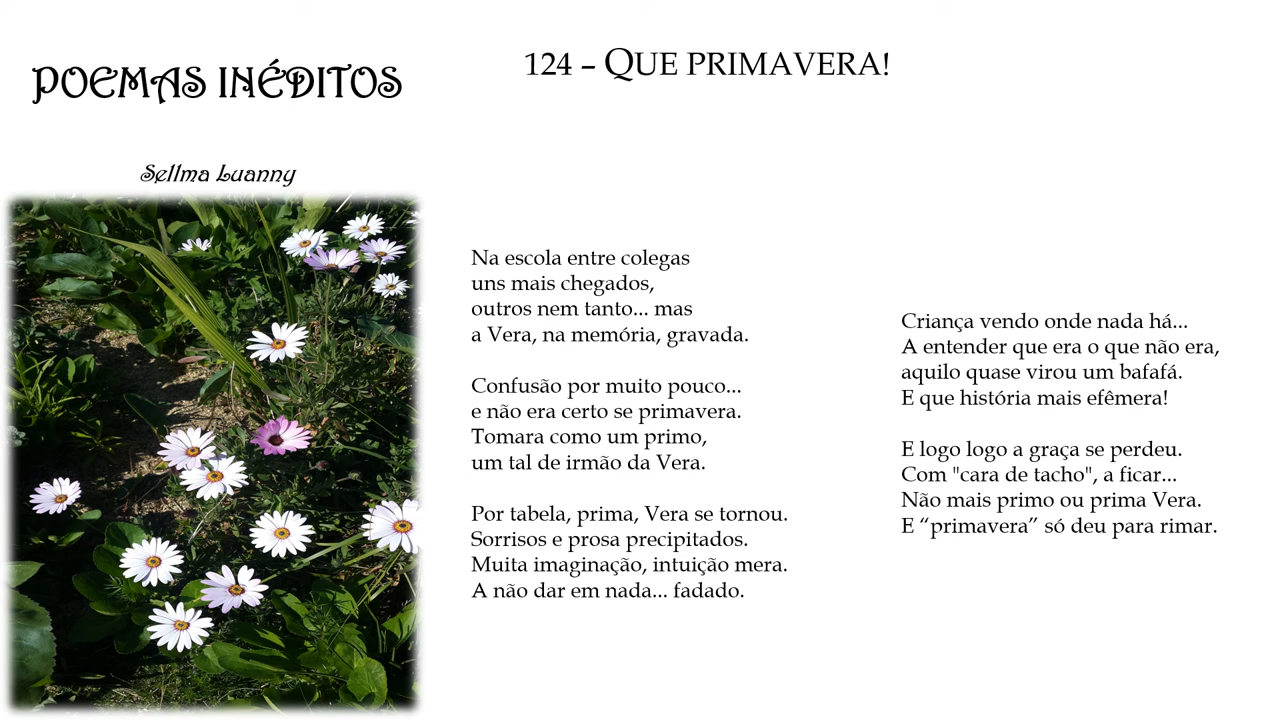 POEMAS INÉDITOS
Sellma Luanny
124 – QUE PRIMAVERA!
Na escola entre colegas
uns mais chegados,
outros nem tanto... mas
a Vera, na memória, gravada.
Confusão por muito pouco...
e não era certo se primavera.
Tomara como um primo,
um tal de irmão da Vera.
Por tabela, prima, Vera se tornou.
Sorrisos e prosa precipitados.
Muita imaginação, intuição mera.
A não dar em nada... fadado.
Criança vendo onde nada há...
A entender que era o que não era,
aquilo quase virou um bafafá.
E que história mais efêmera!
E logo logo a graça se perdeu.
Com "cara de tacho", a ficar...
Não mais primo ou prima Vera.
E “primavera” só deu para rimar.